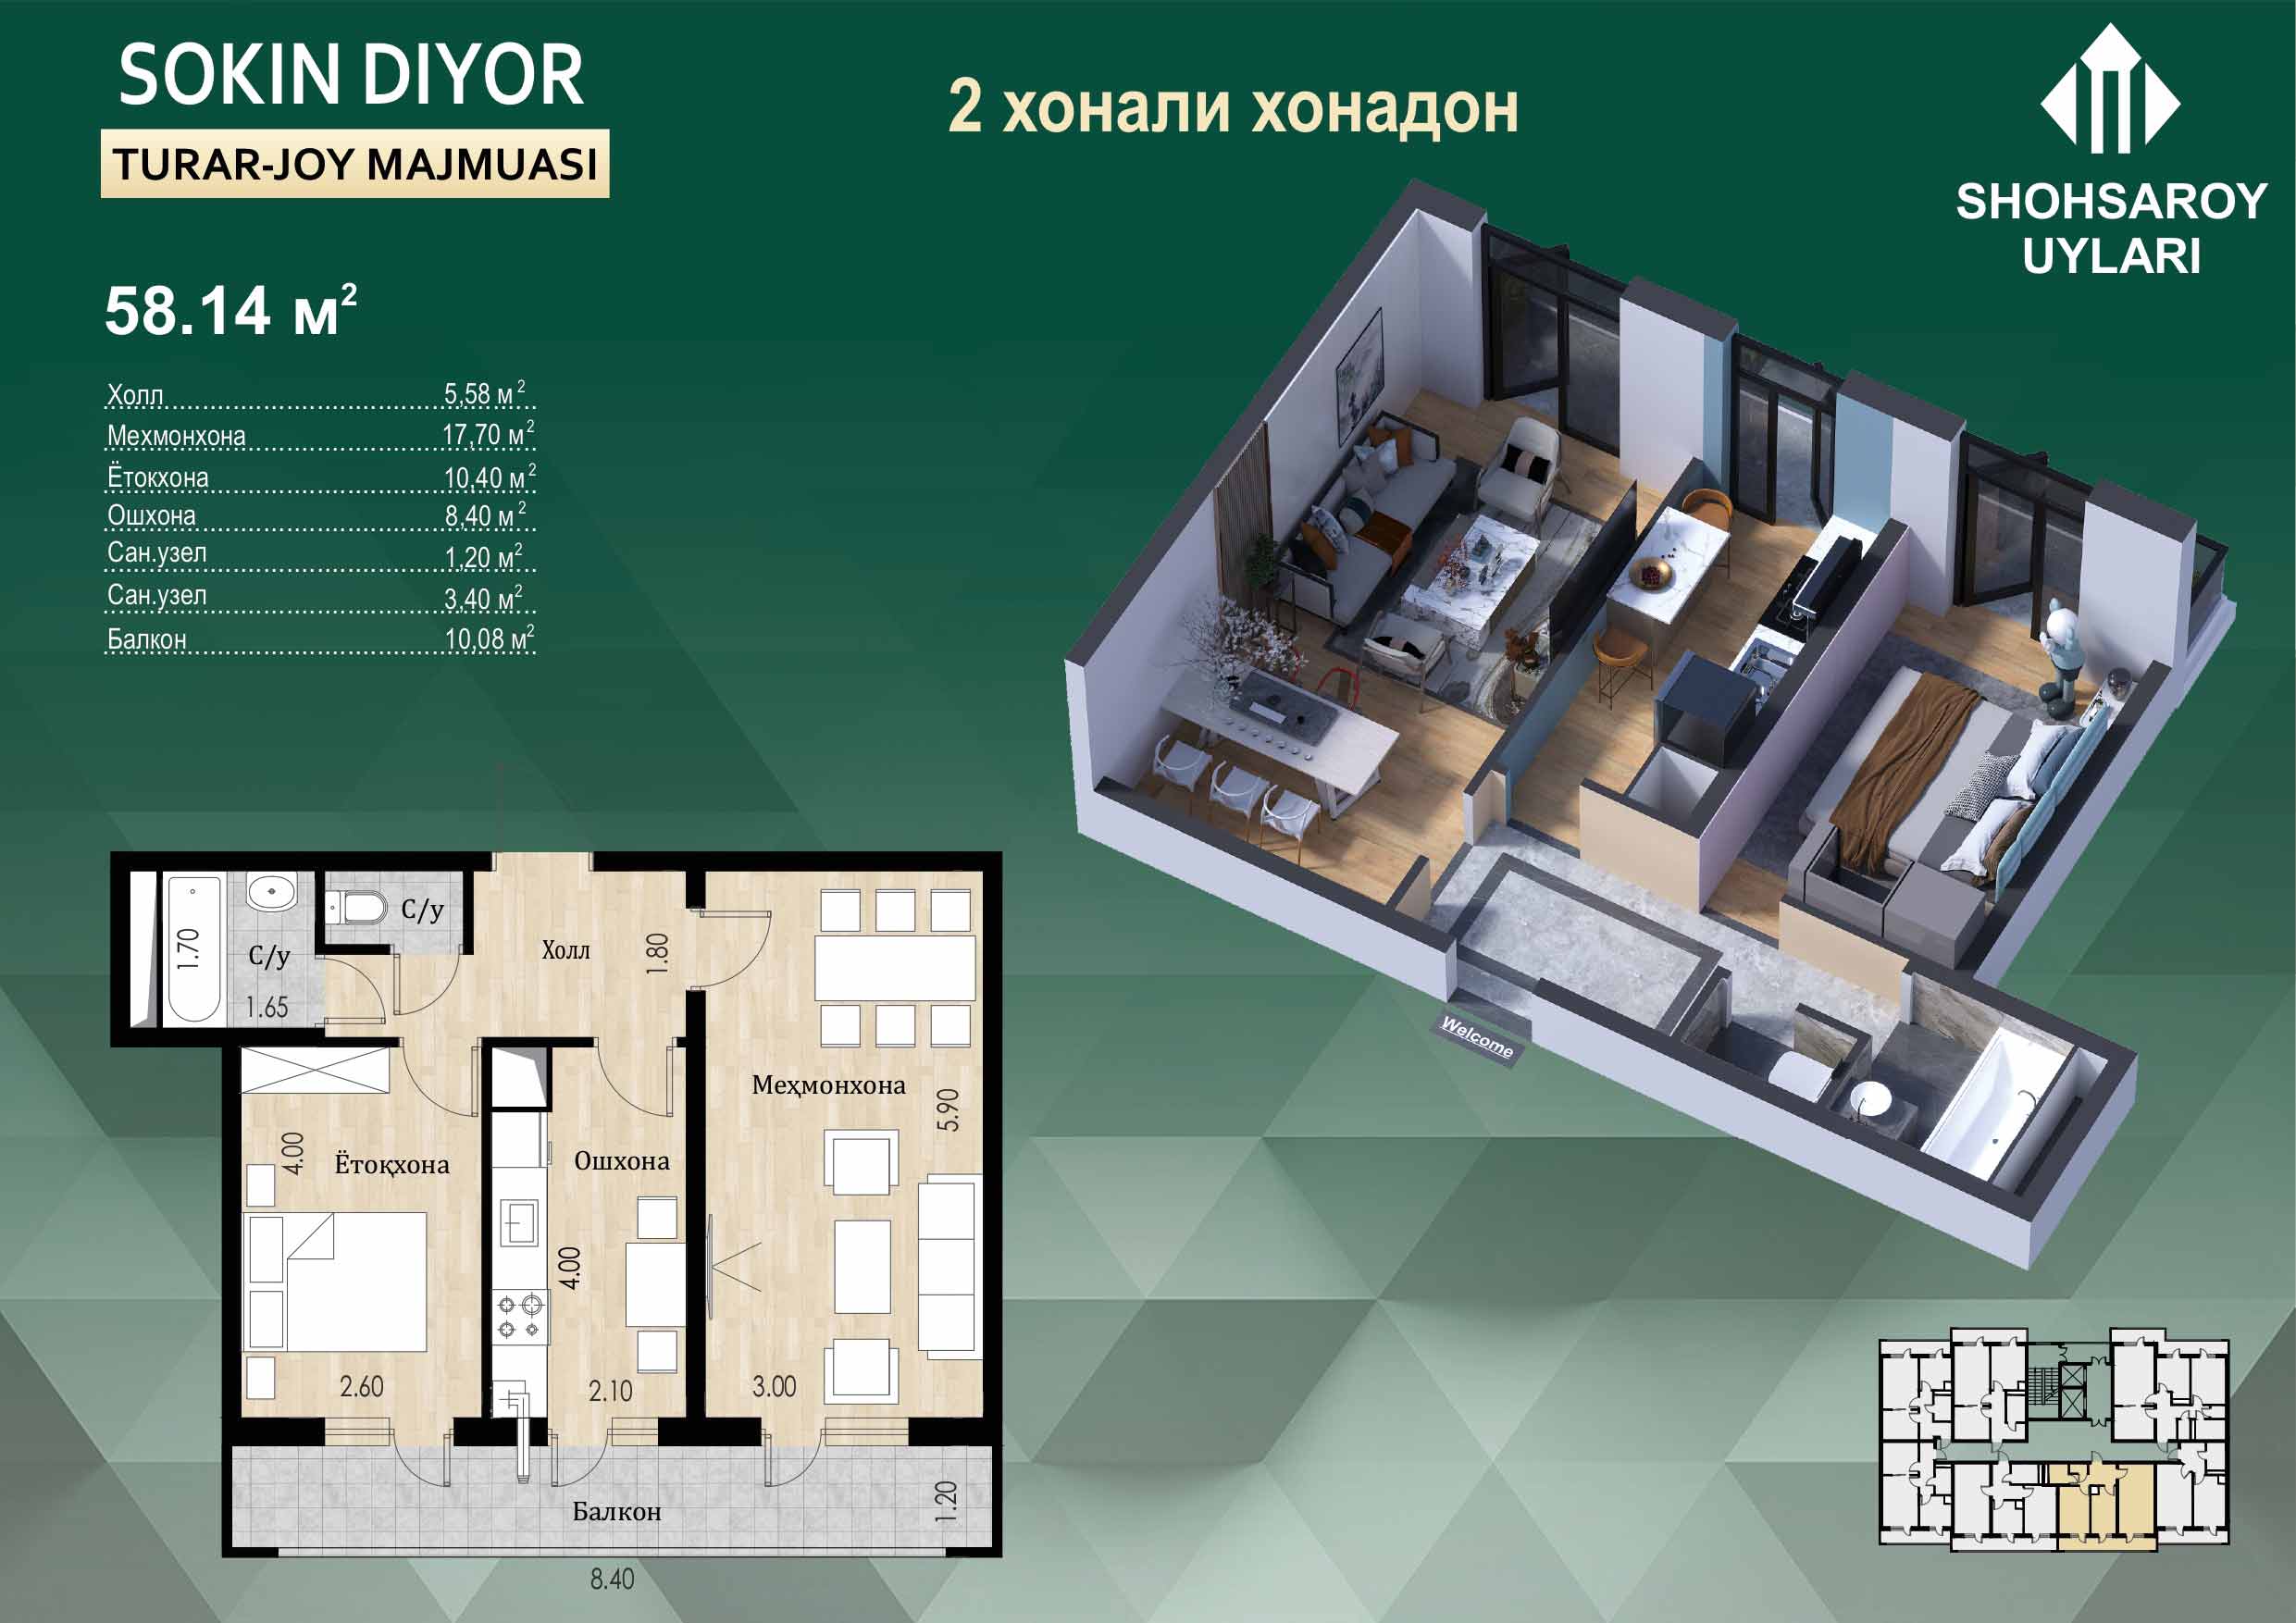 SOKIN DIYOR
TURAR-JOY MAJMUASI
2 хонали хонадон
SHOHSAROY
UYLARI
58.14 м²
Холл 5,58 м²
Мехмонхона 17,70 м²
Ётокхона 10,40 м²
Ошхона 8,40 м²
Сан.узел 1,20 м²
Сан.узел 3,40 м²
Балкон 10,08 м²
С/у
1.70
С/у
1.65
Холл
1.80
Меҳмонхона
5.90
4.00
Ётоқхона
Ошхона
4.00
2.60
2.10
3.00
Балкон
1.20
8.40
Welcome